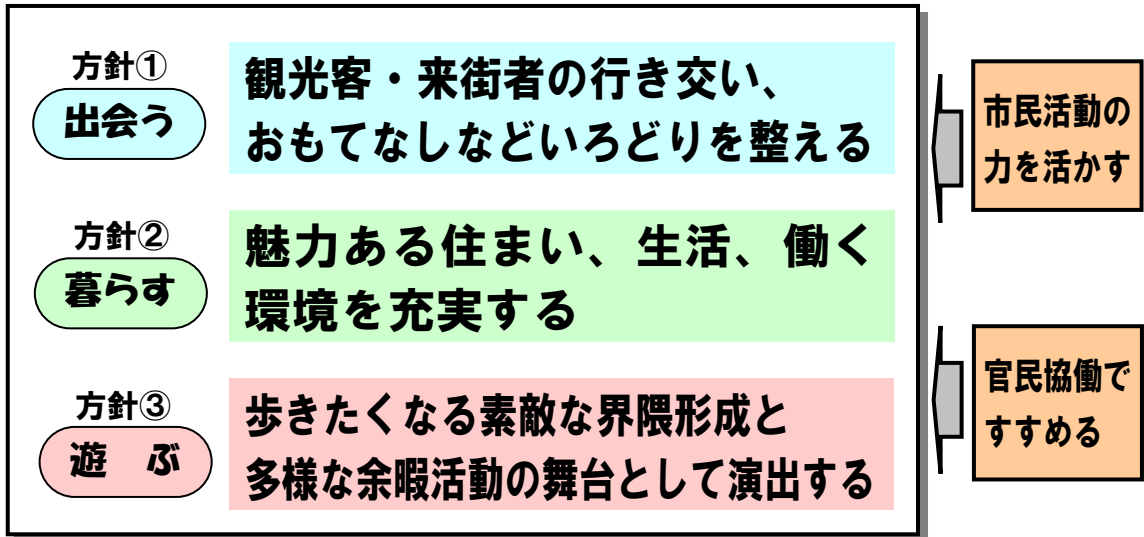 方針①
出会う
観光客・来街者の行き交い、
おもてなしなどいろどりを整える
方針②
暮らす
魅力ある住まい、生活、働く
環境を充実する
方針③
遊　ぶ
歩きたくなる素敵な界隈形成と
多様な余暇活動の舞台として演出する
市民活動の
力を活かす
官民協働で
すすめる